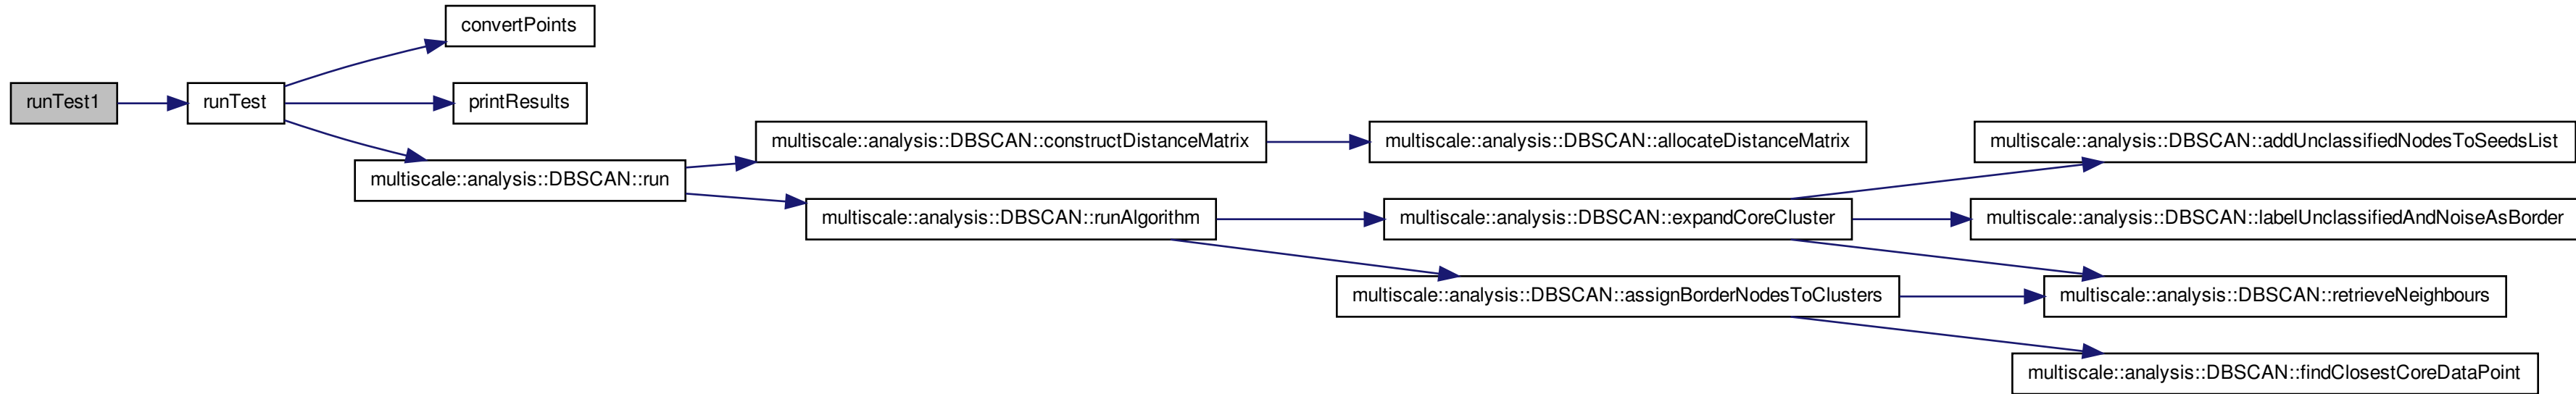 runTest1
runTest
convertPoints
printResults
multiscale::analysis::DBSCAN::run
multiscale::analysis::DBSCAN::constructDistanceMatrix
multiscale::analysis::DBSCAN::runAlgorithm
multiscale::analysis::DBSCAN::allocateDistanceMatrix
multiscale::analysis::DBSCAN::expandCoreCluster
multiscale::analysis::DBSCAN::assignBorderNodesToClusters
multiscale::analysis::DBSCAN::addUnclassifiedNodesToSeedsList
multiscale::analysis::DBSCAN::labelUnclassifiedAndNoiseAsBorder
multiscale::analysis::DBSCAN::retrieveNeighbours
multiscale::analysis::DBSCAN::findClosestCoreDataPoint